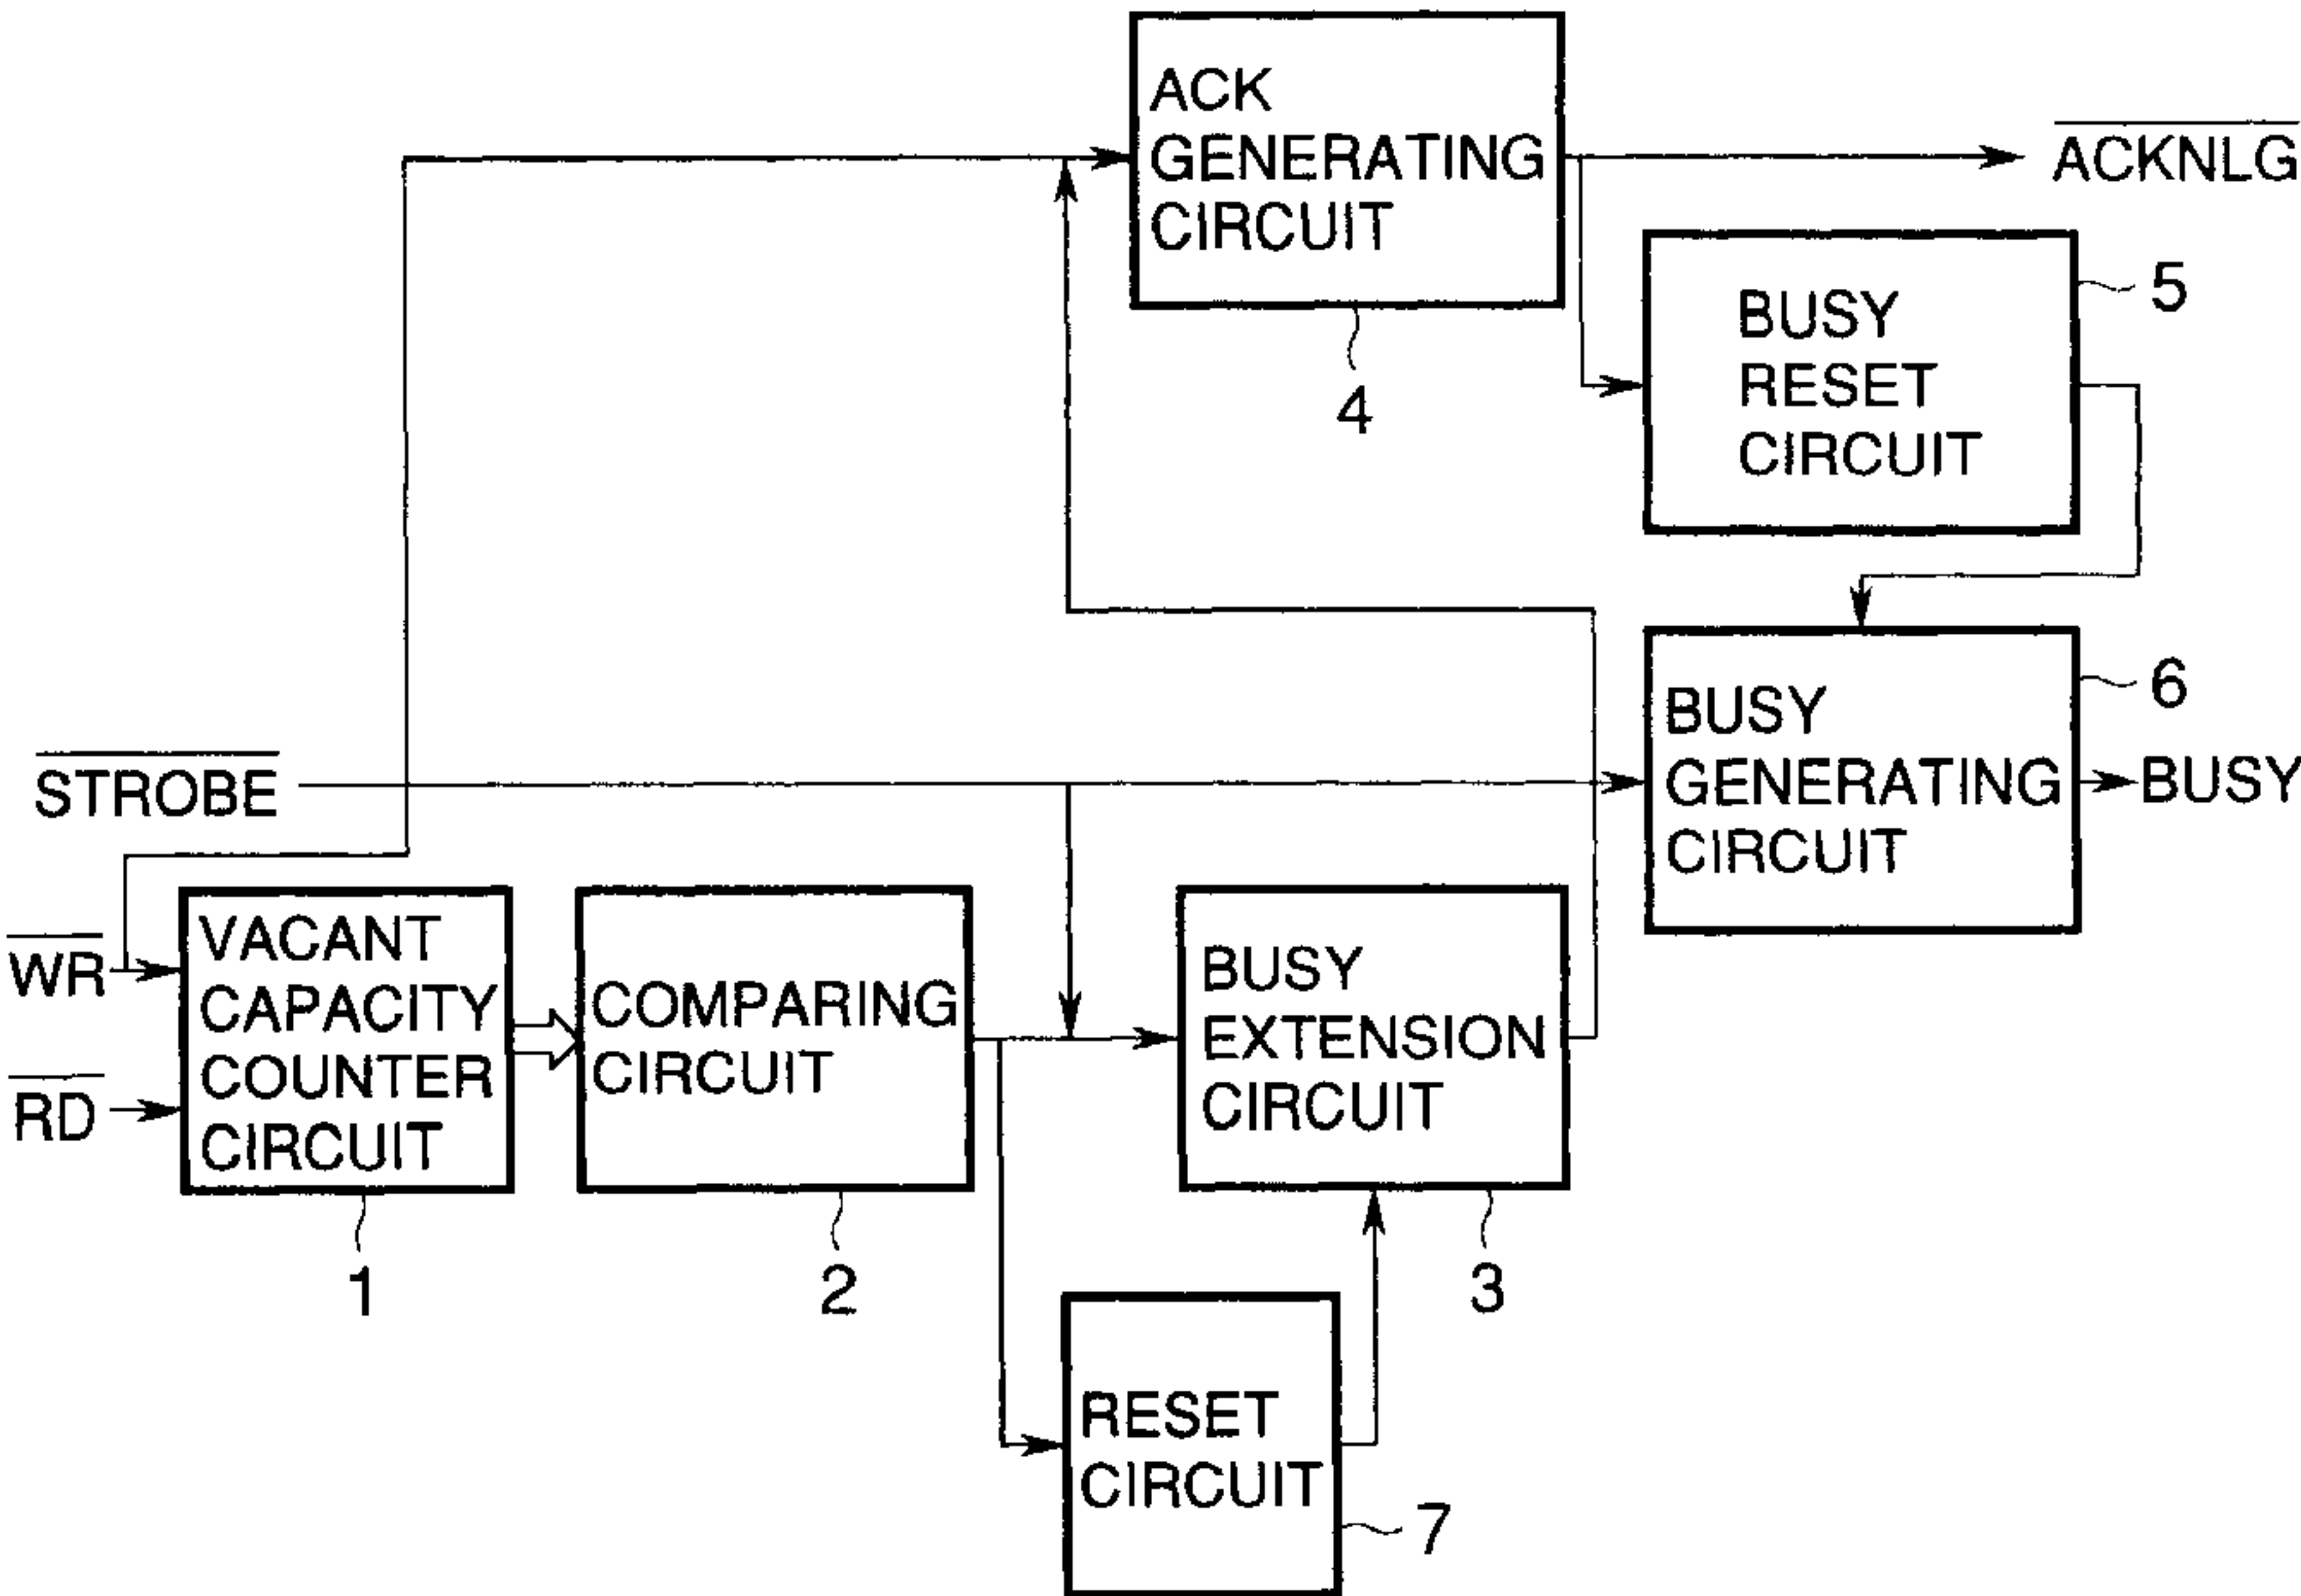 ACK
GENERATING
CIRCUIT
4
ACKNLG
BUSY
RESET
CIRCUIT
5
STROBE
BUSY
GENERATING
CIRCUIT
6
BUSY
WR
RD
VACANT
CAPACITY
COUNTER
CIRCUIT
1
COMPARING
CIRCUIT
2
BUSY
EXTENSION
CIRCUIT
3
RESET
CIRCUIT
7